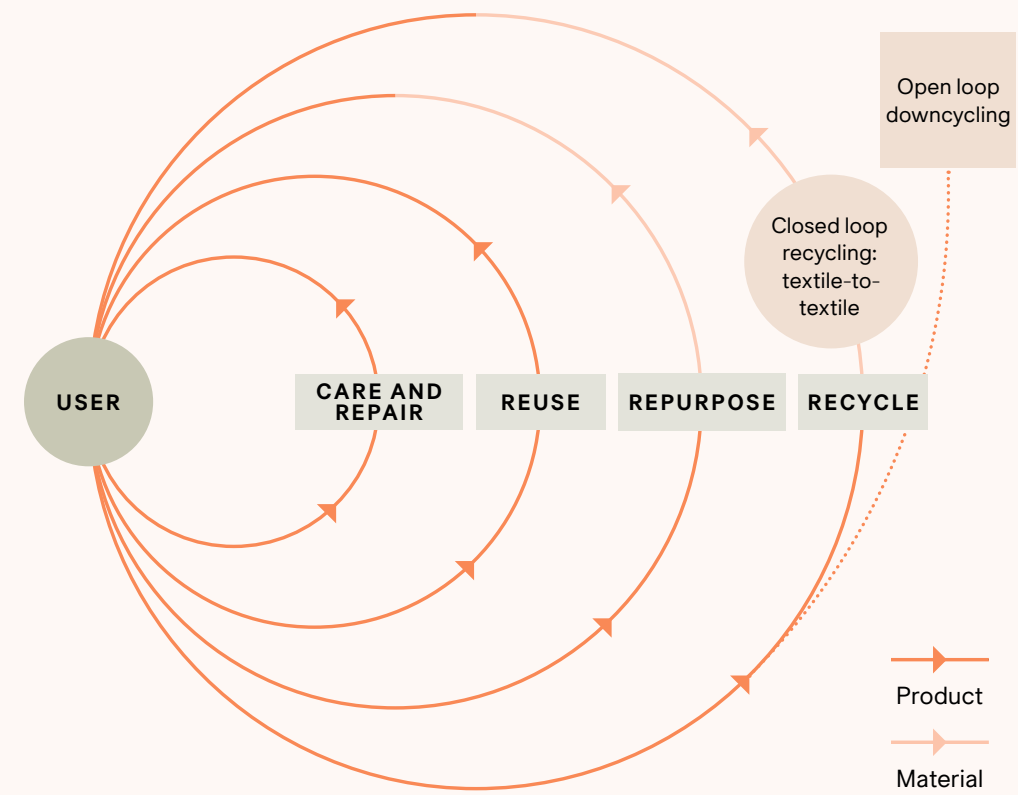 Open loop
downcycling
Closed loop
recycling:
textile-to-
textile
USER
CARE AND
REPAIR
REUSE
REPURPOSE
RECYCLE
Product
Material